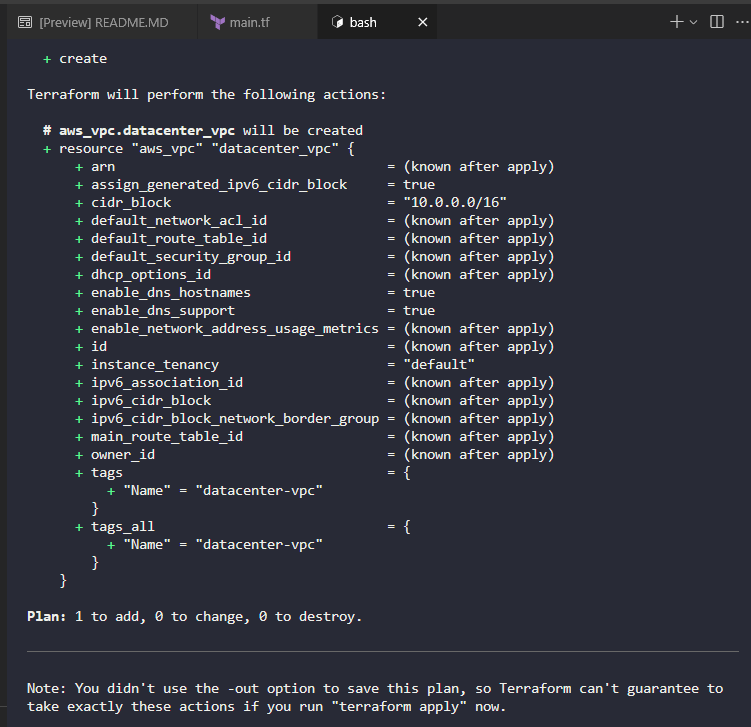 [Preview] README.MD
main.tf
bash
+ create
Terraform will perform the following actions:
# aws_vpc.datacenter_vpc will be created
+ resource "aws_vpc" "datacenter_vpc" {
+ arn = (known after apply)
+ assign_generated_ipv6_cidr_block = true
+ cidr_block = "10.0.0.0/16"
+ default_network_acl_id = (known after apply)
+ default_route_table_id = (known after apply)
+ default_security_group_id = (known after apply)
+ dhcp_options_id = (known after apply)
+ enable_dns_hostnames = true
+ enable_dns_support = true
+ enable_network_address_usage_metrics = (known after apply)
+ id = (known after apply)
+ instance_tenancy = "default"
+ ipv6_association_id = (known after apply)
+ ipv6_cidr_block = (known after apply)
+ ipv6_cidr_block_network_border_group = (known after apply)
+ main_route_table_id = (known after apply)
+ owner_id = (known after apply)
+ tags = {
+ "Name" = "datacenter-vpc"
}
+ tags_all = {
+ "Name" = "datacenter-vpc"
}
}
Plan: 1 to add, 0 to change, 0 to destroy.
Note: You didn't use the -out option to save this plan, so Terraform can't guarantee to
take exactly these actions if you run "terraform apply" now.